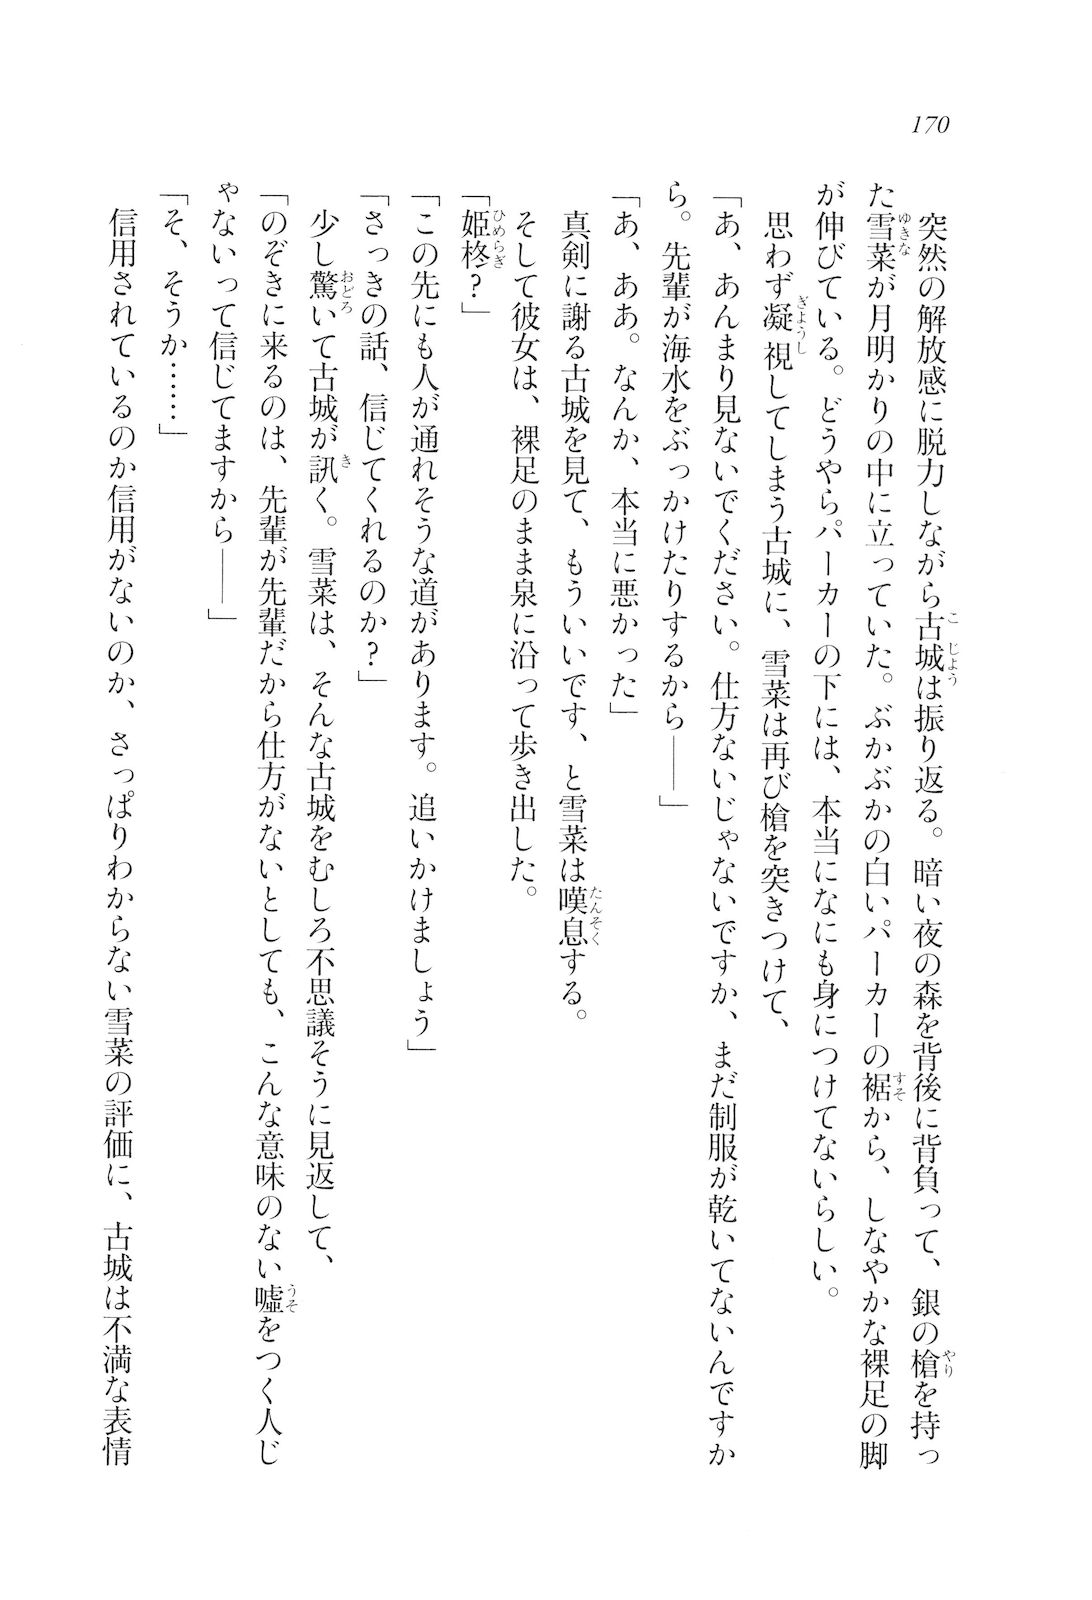 170
突然の解放感に脱力しながら古城は振り返る。暗い夜の森を背後に背負って、銀の槍を持っ
た雪菜が月明かりの中に立っていた。ぶかぶかの白いパーカーの裾から、しなやかな裸足の脚
が伸びている。どうやらパーカーの下には、本当になにも身につけてないらしい。
思わず凝視してしまう古城に、雪菜は再び槍を突きつけて、
「あ、あんまり見ないでください。仕方ないじゃないですか、まだ制服が乾いてないんですか
ら。先輩が海水をぶっかけたりするから――」
「あ、ああ。なんか、本当に悪かった」
真剣に謝る古城を見て、もういいです、と雪菜は嘆息する。
そして彼女は、裸足のまま泉に沿って歩き出した。
「姫柊?」
「この先にも人が通れそうな道があります。追いかけましょう」
「さっきの話、信じてくれるのか?」
少し驚いて古城が訊く。雪菜は、そんな古城をむしろ不思議そうに見返して、
「のぞきに来るのは、先輩が先輩だから仕方がないとしても、こんな意味のない嘘をつく人じ
ゃないって信じてますから――」
「そ、そうか……」
信用されているのか信用がないのか、さっぱりわからない雪菜の評価に、古城は不満な表情